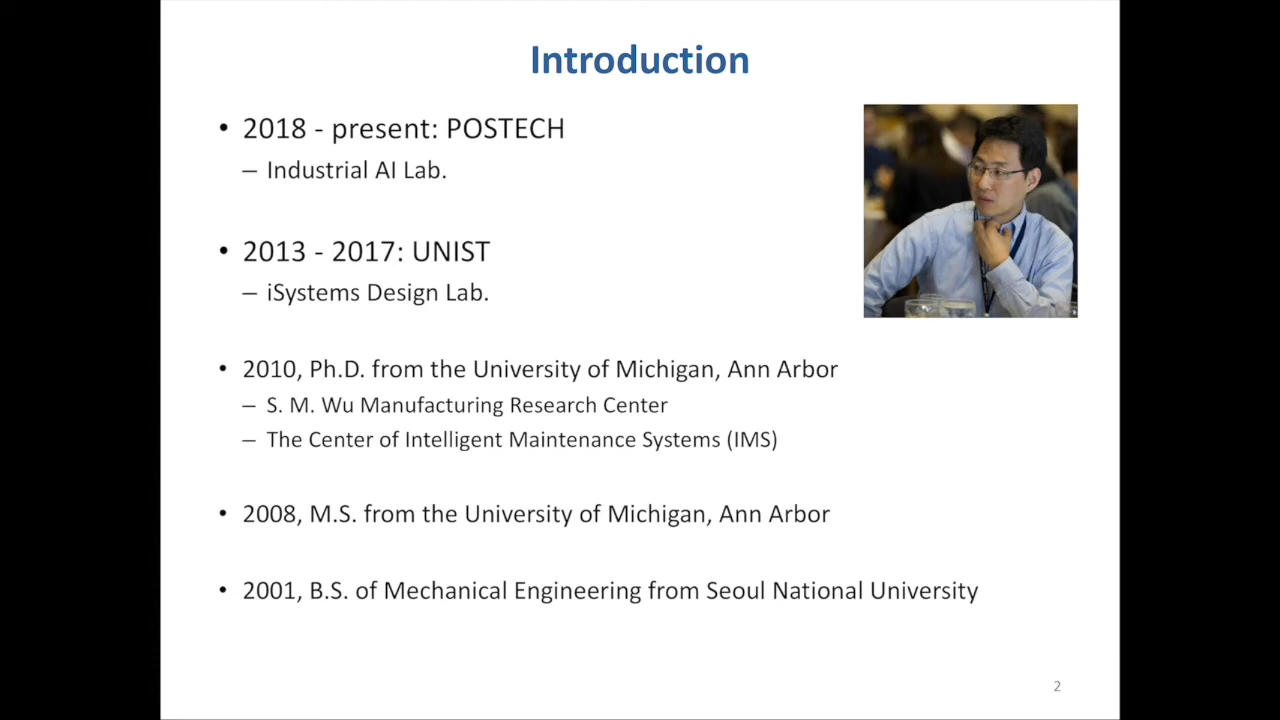 Introduction
• 2018 - present: POSTECH
– Industrial AI Lab.
• 2013 - 2017: UNIST
– iSystems Design Lab.
• 2010, Ph.D. from the University of Michigan, Ann Arbor
– S. M. Wu Manufacturing Research Center
– The Center of Intelligent Maintenance Systems (IMS)
• 2008, M.S. from the University of Michigan, Ann Arbor
• 2001, B.S. of Mechanical Engineering from Seoul National University
2